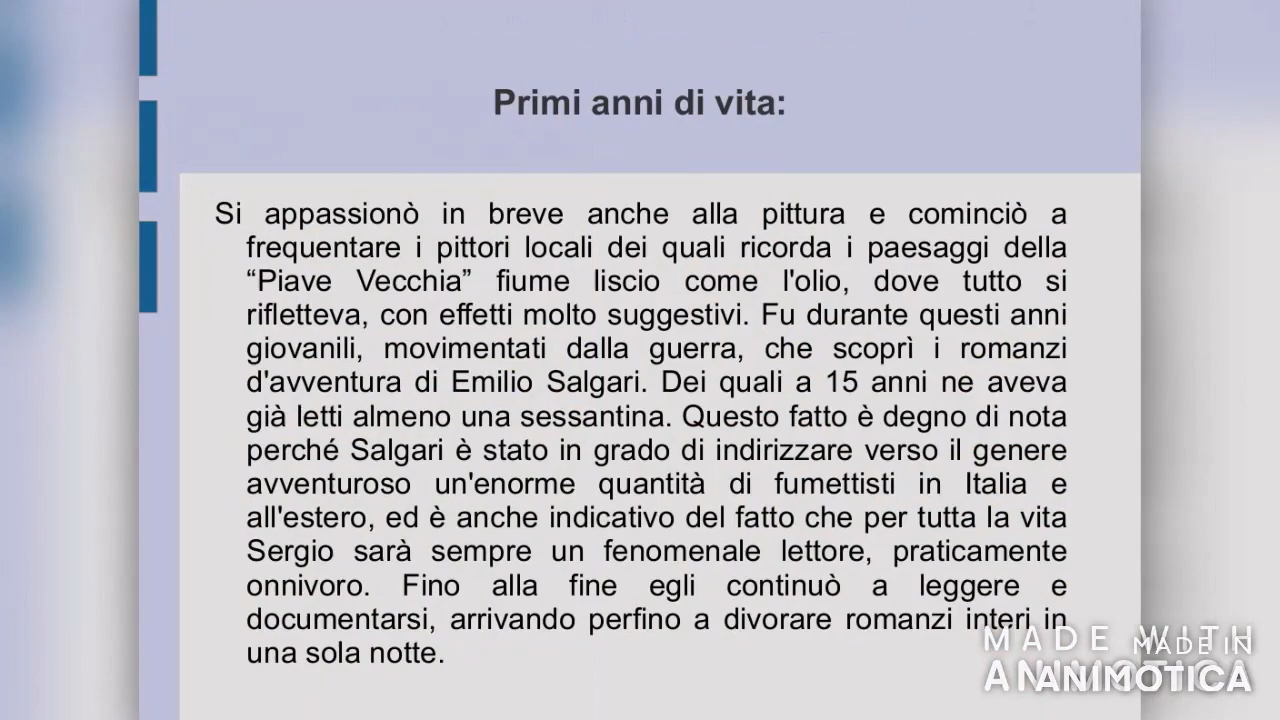 Primi anni di vita:
Si appassionò in breve anche alla pittura e cominciò a
frequentare i pittori locali dei quali ricorda i paesaggi della
“Piave Vecchia” fiume liscio come l'olio, dove tutto si
rifletteva, con effetti molto suggestivi. Fu durante questi anni
giovanili, movimentati dalla guerra, che scoprì i romanzi
d'avventura di Emilio Salgari. Dei quali a 15 anni ne aveva
già letti almeno una sessantina. Questo fatto è degno di nota
perché Salgari è stato in grado di indirizzare verso il genere
avventuroso un'enorme quantità di fumettisti in Italia e
all'estero, ed è anche indicativo del fatto che per tutta la vita
Sergio sarà sempre un fenomenale lettore, praticamente
onnivoro. Fino alla fine egli continuò a leggere e
documentarsi, arrivando perfino a divorare romanzi interi in
una sola notte.
MADE WITH
ANIMOTICA
MADE IN
ANIMOTICA